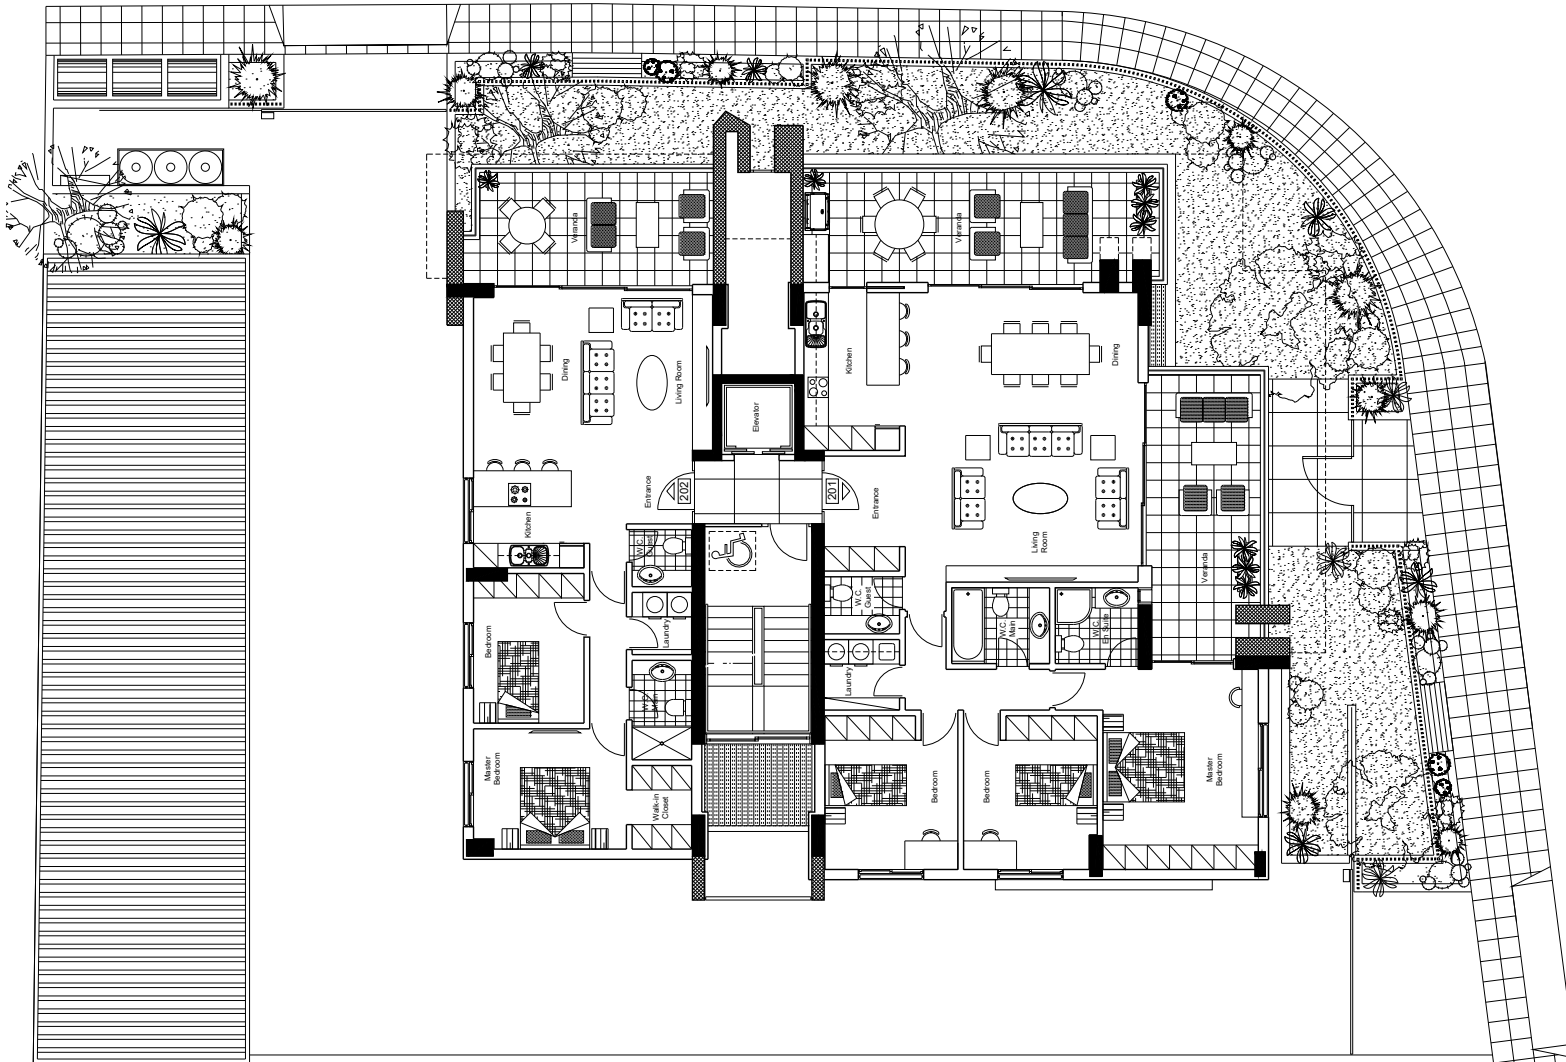 Veranda
Veranda
Dining
Living Room
Kitchen
Dining
Elevator
Entrance
202
201
Entrance
Kitchen
Living
Room
Veranda
W.C.
Guest
W.C.
Guest
W.C.
Main
W.C.
En Suite
Bedroom
Laundry
Laundry
W.C.
Main
Master
Bedroom
Walk-in
Closet
Bedroom
Bedroom
Master
Bedroom